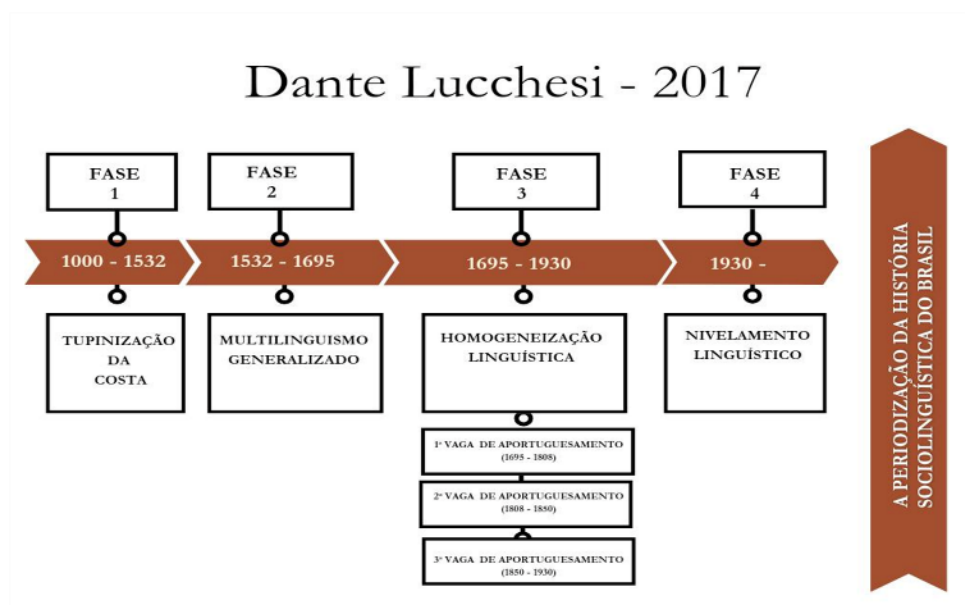 Dante Lucchesi - 2017
FASE
1
FASE
2
FASE
3
FASE
4
1000 - 1532
1532 - 1695
1695 - 1930
1930 -
TUPINIZAÇÃO
DA
COSTA
MULTILINGUISMO
GENERALIZADO
HOMOGENEIZAÇÃO
LINGUÍSTICA
NIVELAMENTO
LINGUÍSTICO
1ª VAGA DE APORTUGUESAMENTO
(1695 - 1808)
2ª VAGA DE APORTUGUESAMENTO
(1808 - 1850)
3ª VAGA DE APORTUGUESAMENTO
(1850 - 1930)
A PERIODIZAÇÃO DA HISTÓRIA
SOCIOLINGUÍSTICA DO BRASIL